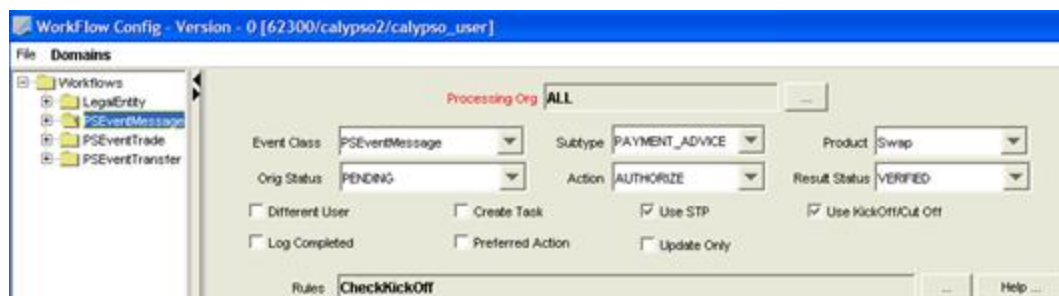 WorkFlow Config - Version - 0 [62300/calypso2/calypso_user]
File Domains
Workflows
LegalEntity
PSEventMessage
PSEventTrade
PSEventTransfer
Processing Org ALL ...
Event Class PSEventMessage Subtype PAYMENT_ADVICE Product Swap
Orig Status PENDING Action AUTHORIZE Result Status VERIFIED
Different User Create Task Use STP Use KickOff/Cut Off
Log Completed Preferred Action Update Only
Rules CheckKickOff ... Help ...